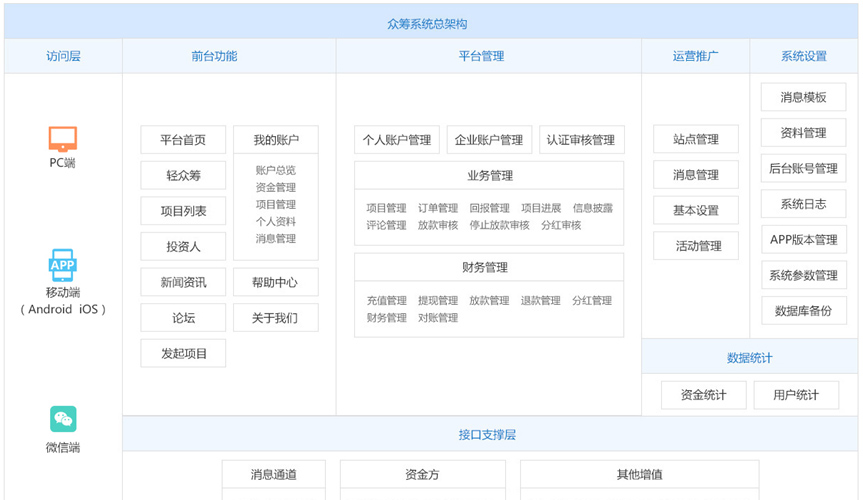 众筹系统总架构
访问层
前台功能
平台管理
运营推广
系统设置
PC端
APP
移动端
（Android iOS）
微信端
平台首页
轻众筹
项目列表
投资人
新闻资讯
论坛
发起项目
我的账户
账户总览
资金管理
项目管理
个人资料
消息管理
帮助中心
关于我们
个人账户管理
企业账户管理
认证审核管理
业务管理
项目管理 订单管理 回报管理 项目进展 信息披露
评论管理 放款审核 停止放款审核 分红审核
财务管理
充值管理 提现管理 放款管理 退款管理 分红管理
财务管理 对账管理
站点管理
消息管理
基本设置
活动管理
消息模板
资料管理
后台账号管理
系统日志
APP版本管理
系统参数管理
数据库备份
数据统计
资金统计
用户统计
接口支撑层
消息通道
资金方
其他增值